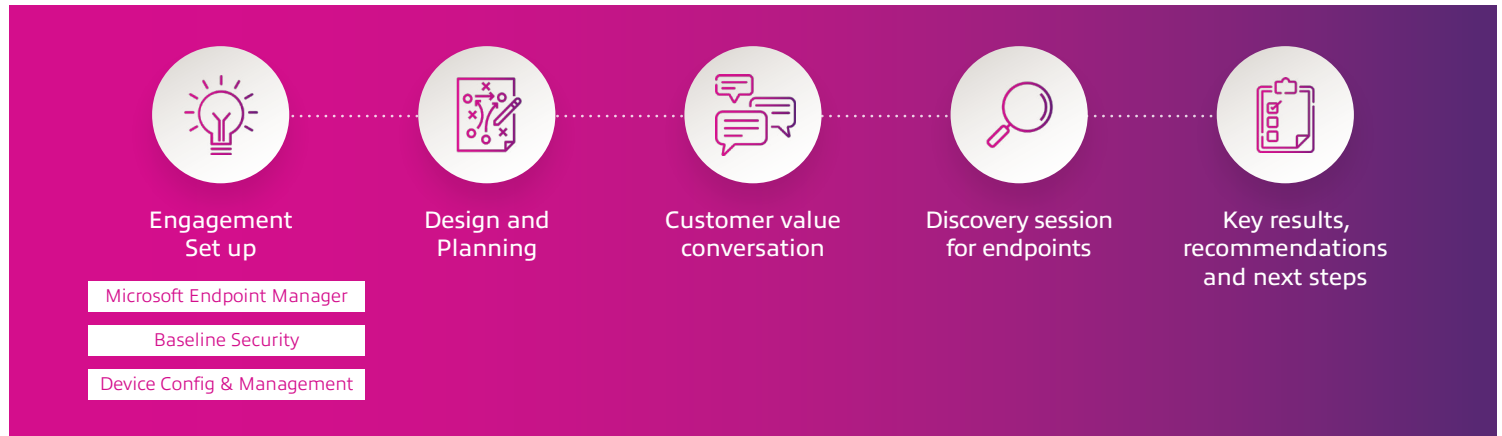 Engagement
Set up
Design and
Planning
Customer value
conversation
Discovery session
for endpoints
Key results,
recommendations
and next steps
Microsoft Endpoint Manager
Baseline Security
Device Config & Management